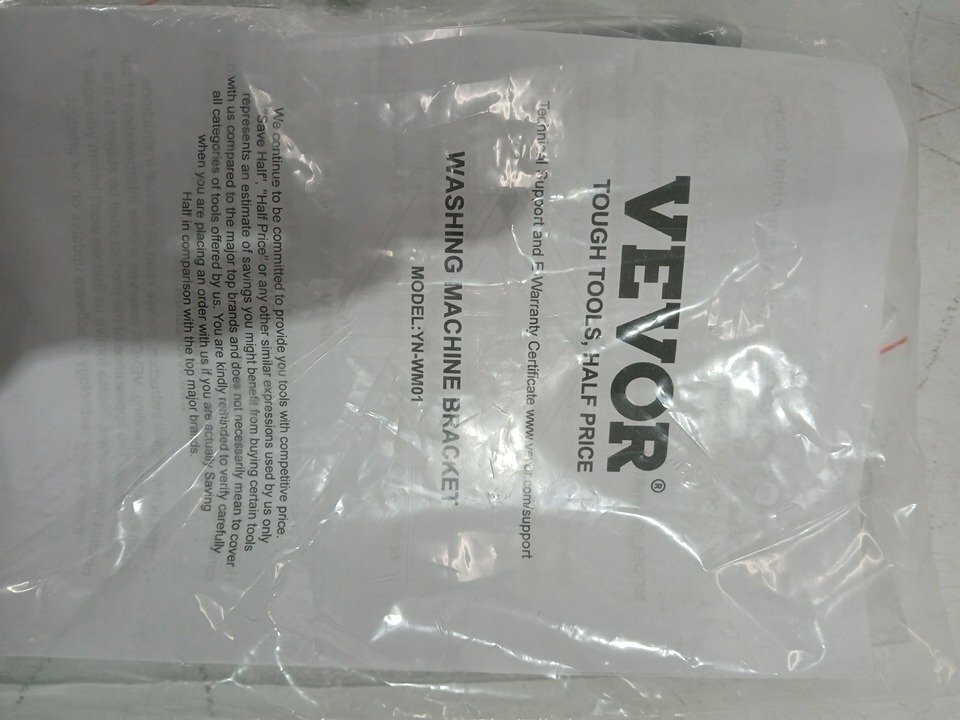 VEVOR®
TOUGH TOOLS, HALF PRICE
Technical Support and E-Warranty Certificate www.vevor.com/support
WASHING MACHINE BRACKET
MODEL:YN-WM01
We continue to be committed to provide you tools with competitive price.
"Save Half", "Half Price" or any other similar expressions used by us only
represents an estimate of savings you might benefit from buying certain tools
with us compared to the major top brands and does not necessarily mean to cover
all categories of tools offered by us. You are kindly reminded to verify carefully
when you are placing an order with us if you are actually Saving
Half in comparison with the top major brands.